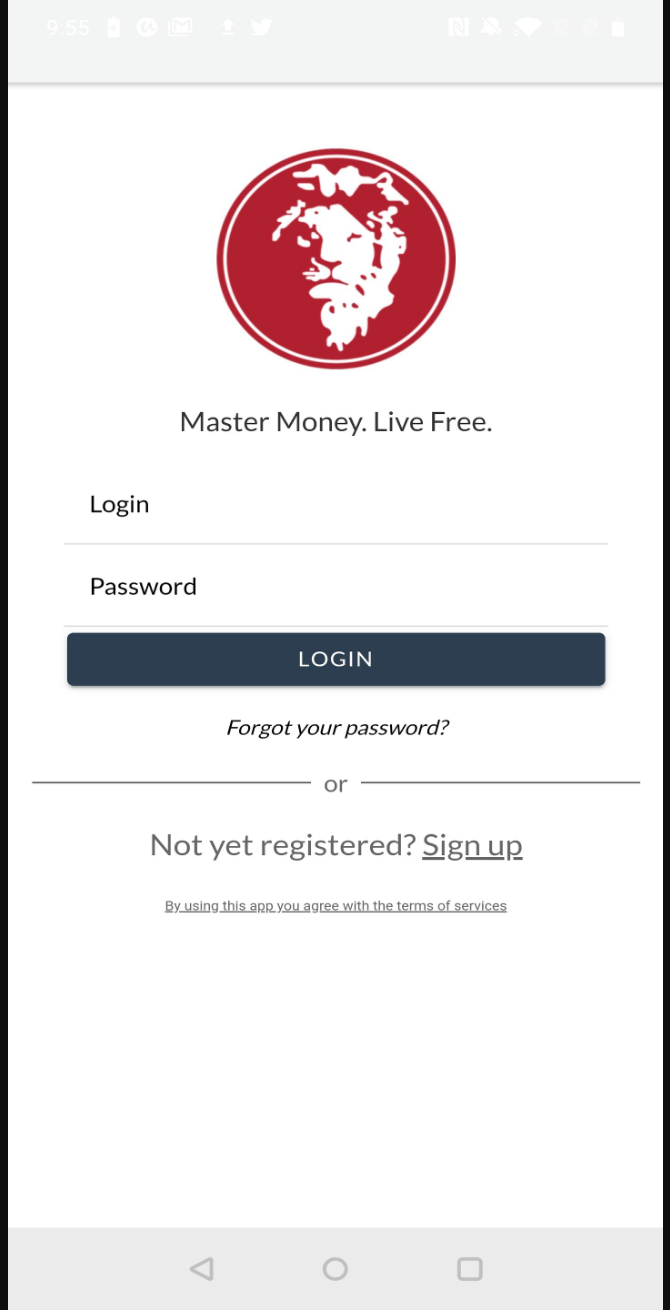 9:55
Master Money. Live Free.
Login
Password
LOGIN
Forgot your password?
or
Not yet registered? Sign up
By using this app you agree with the terms of services